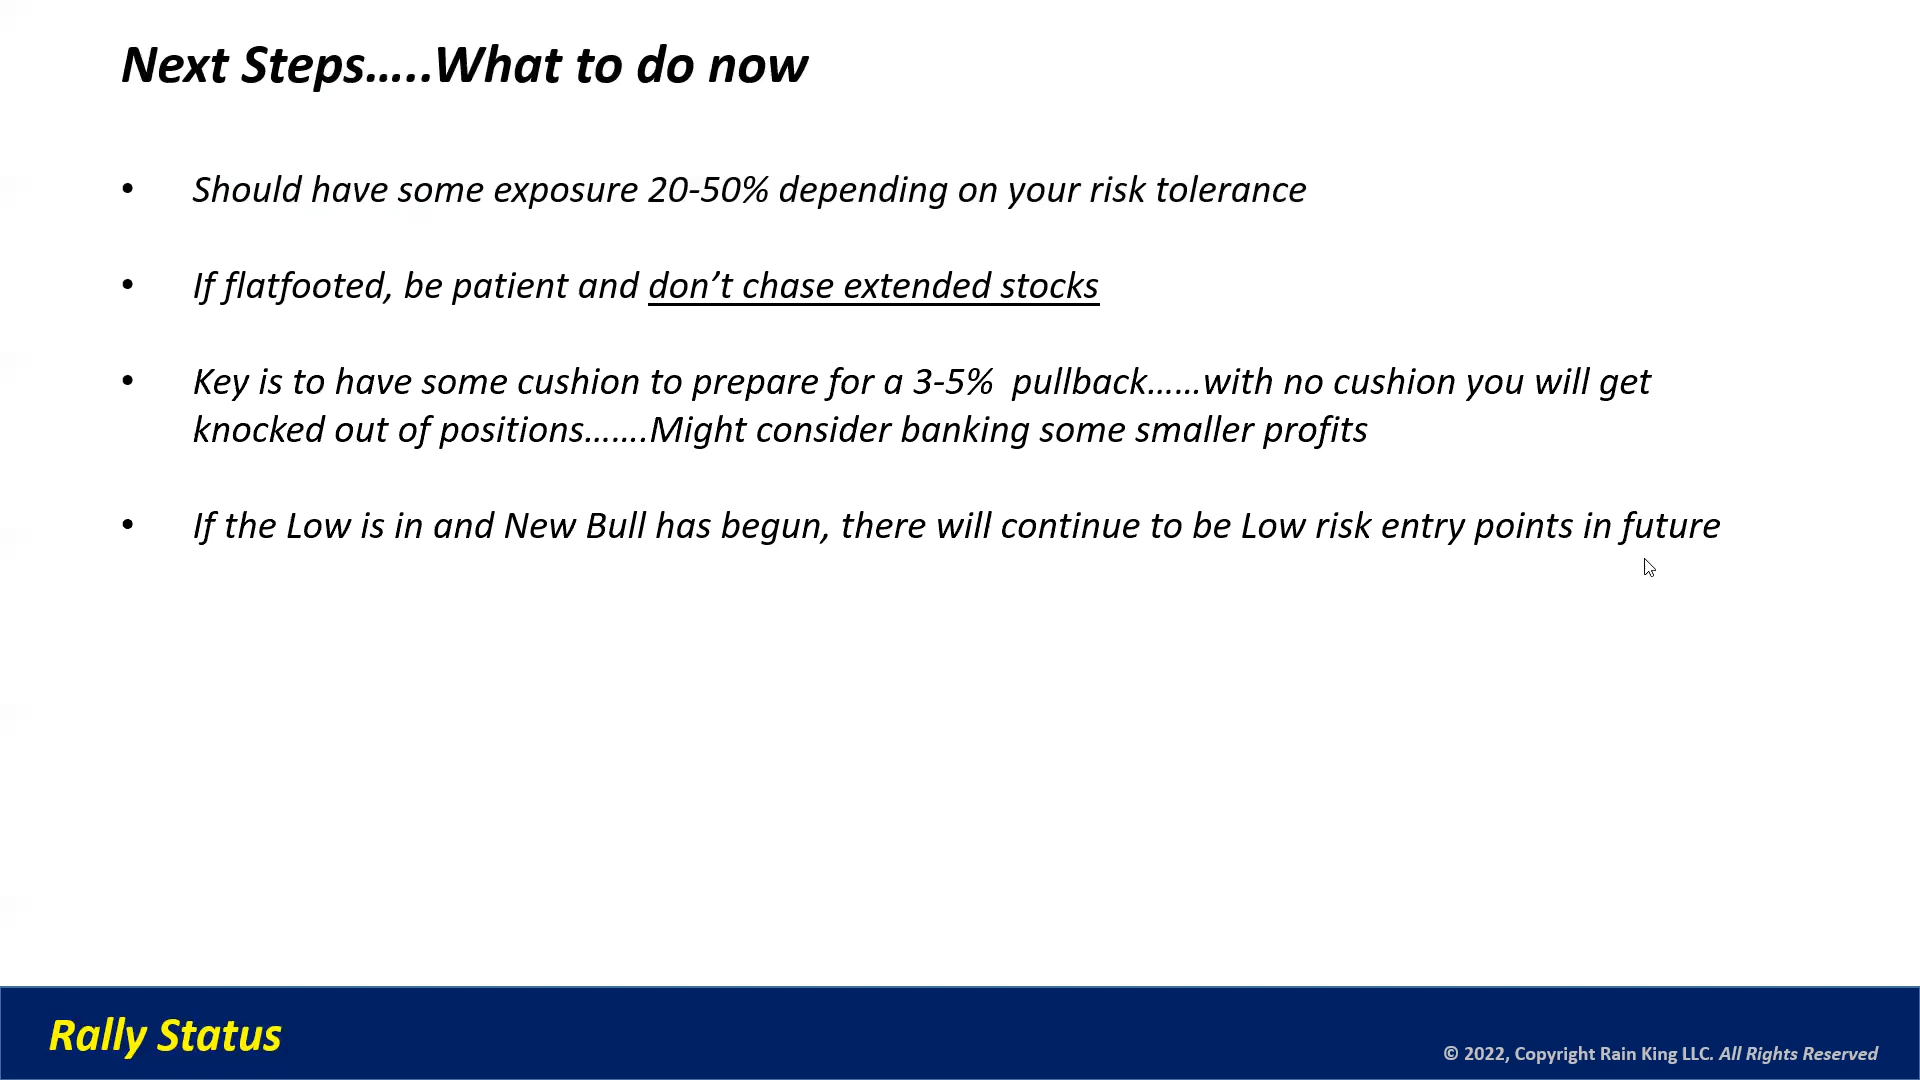 Next Steps.....What to do now
• Should have some exposure 20-50% depending on your risk tolerance
• If flatfooted, be patient and don’t chase extended stocks
• Key is to have some cushion to prepare for a 3-5%  pullback......with no cushion you will get
knocked out of positions.......Might consider banking some smaller profits
• If the Low is in and New Bull has begun, there will continue to be Low risk entry points in future
Rally Status
© 2022, Copyright Rain King LLC. All Rights Reserved